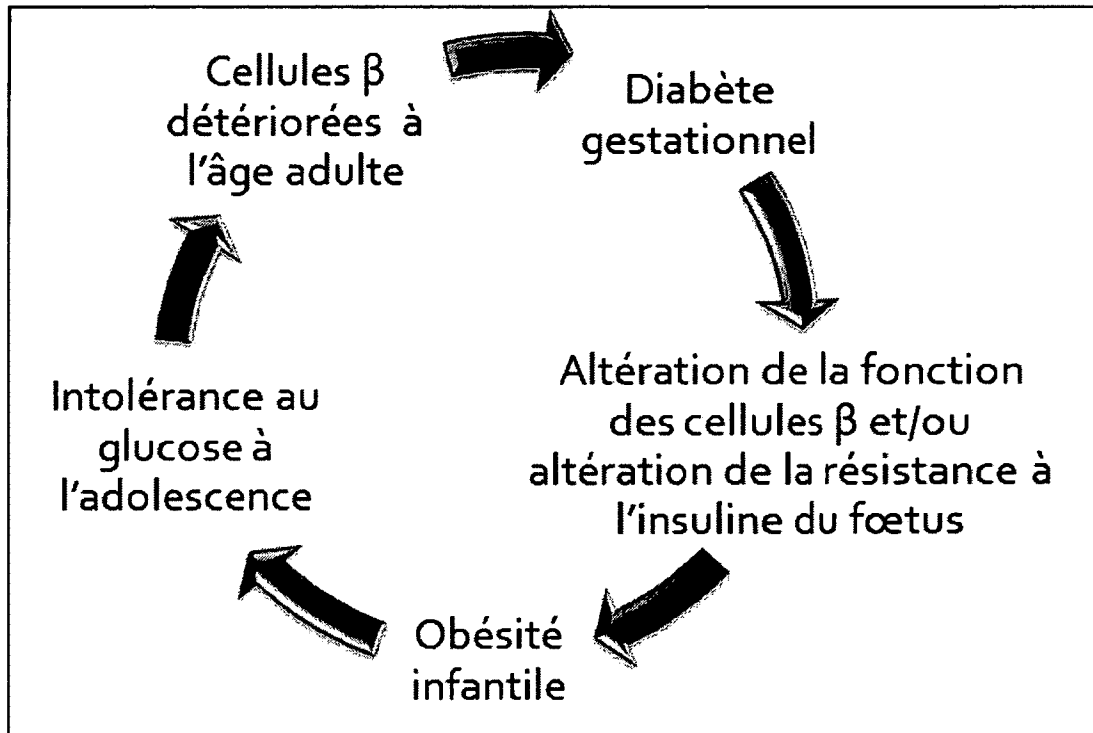 Cellules β
détériorées à
l'âge adulte
Diabète
gestationnel
Altération de la fonction
des cellules β et/ou
altération de la résistance à
l'insuline du fœtus
Obésité
infantile
Intolérance au
glucose à
l'adolescence